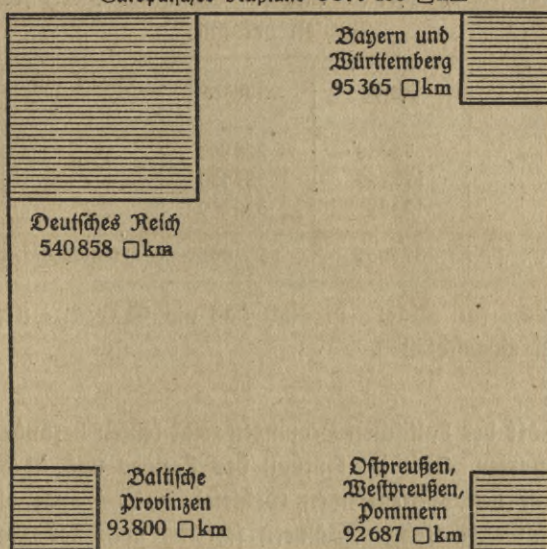 Bayern und
Württemberg
95365 □km
Deutsches Reich
540858 □km
Baltische
Provinzen
93800 □km
Ostpreußen,
Westpreußen,
Pommern
92687 □km